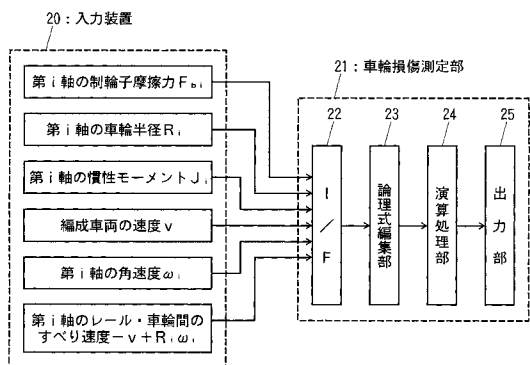 20：入力装置
第i軸の制輪子摩擦力Fbi
第i軸の車輪半径Ri
第i軸の慣性モーメントJi
編成車両の速度v
第i軸の角速度ωi
第i軸のレール・車輪間の
すべり速度−v+Riωi
21：車輪損傷測定部
22
23
24
25
I／F
論理式編集部
演算処理部
出力部